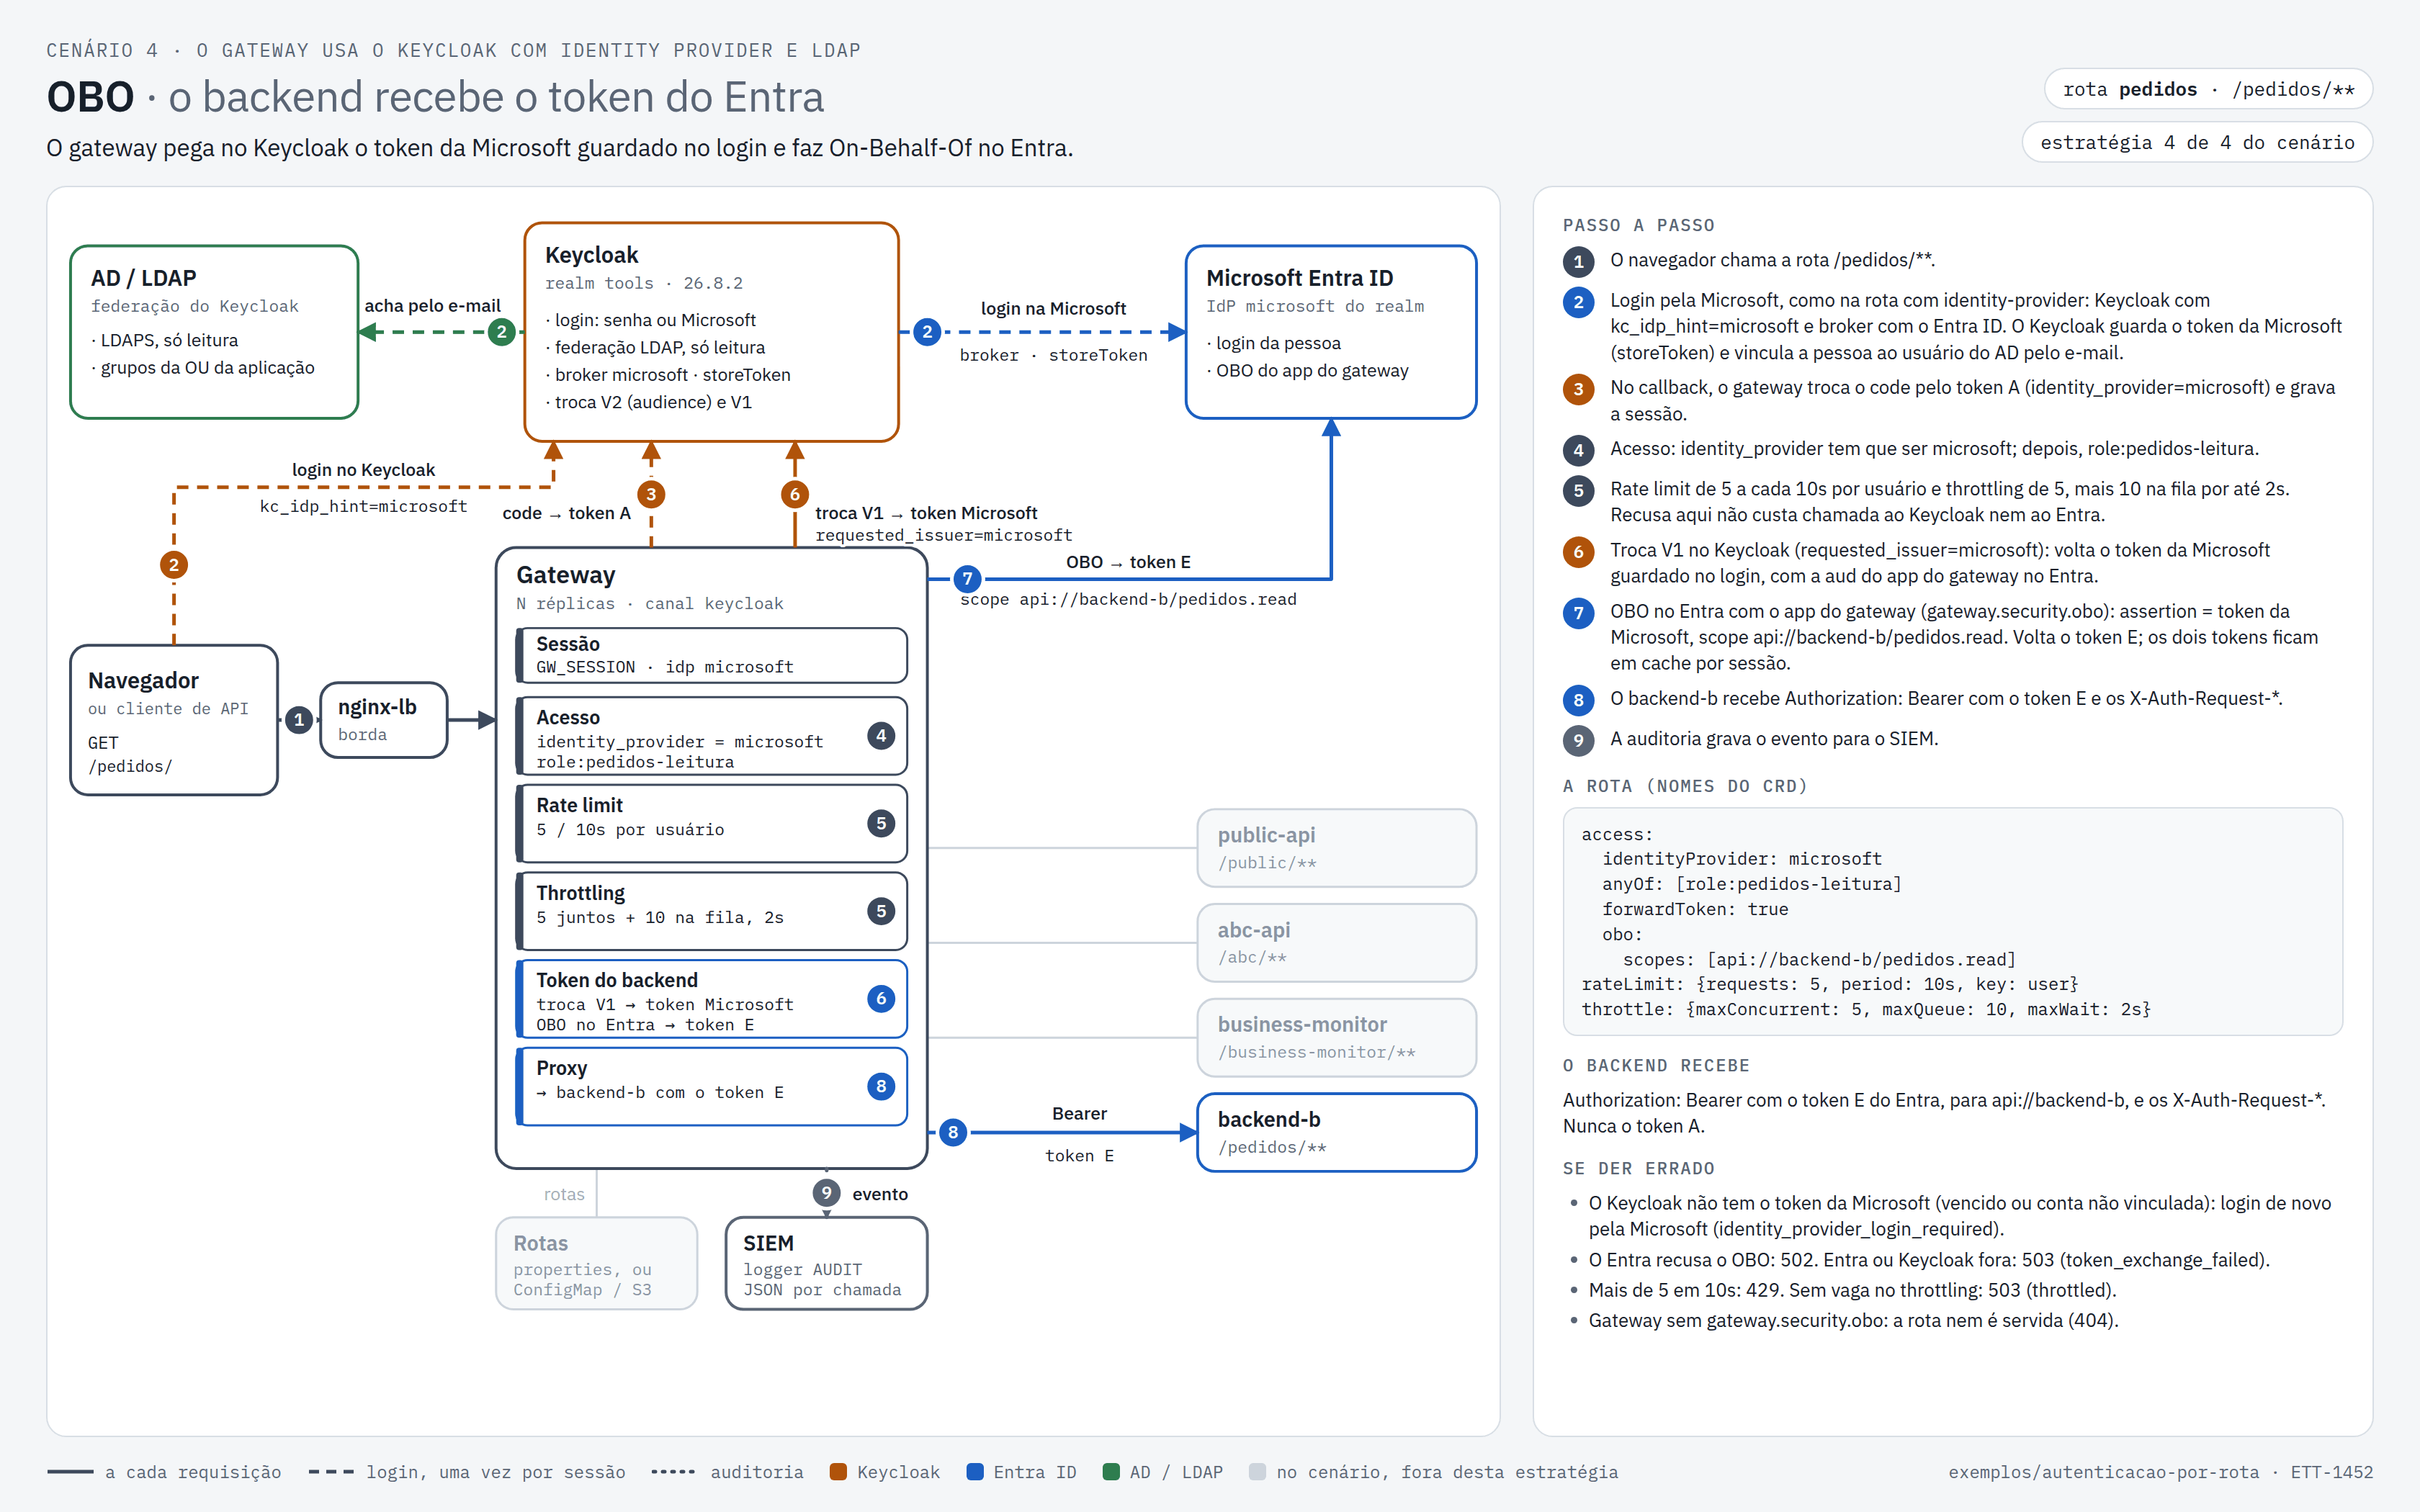 CENÁRIO 4 · O GATEWAY USA O KEYCLOAK COM IDENTITY PROVIDER E LDAP
OBO · o backend recebe o token do Entra
O gateway pega no Keycloak o token da Microsoft guardado no login e faz On-Behalf-Of no Entra.
rota pedidos · /pedidos/**
estratégia 4 de 4 do cenário
AD / LDAP
federação do Keycloak
· LDAPS, só leitura
· grupos da OU da aplicação
acha pelo e-mail
2
Keycloak
realm tools · 26.8.2
· login: senha ou Microsoft
· federação LDAP, só leitura
· broker microsoft · storeToken
· troca V2 (audience) e V1
2
login na Microsoft
broker · storeToken
Microsoft Entra ID
IdP microsoft do realm
· login da pessoa
· OBO do app do gateway
login no Keycloak
kc_idp_hint=microsoft
2
code → token A
3
6
troca V1 → token Microsoft
requested_issuer=microsoft
7
OBO → token E
scope api://backend-b/pedidos.read
Navegador
ou cliente de API
GET
/pedidos/
1
nginx-lb
borda
Gateway
N réplicas · canal keycloak
Sessão
GW_SESSION · idp microsoft
Acesso
identity_provider = microsoft
role:pedidos-leitura
4
Rate limit
5 / 10s por usuário
5
Throttling
5 juntos + 10 na fila, 2s
5
Token do backend
troca V1 → token Microsoft
OBO no Entra → token E
6
Proxy
→ backend-b com o token E
8
public-api
/public/**
abc-api
/abc/**
business-monitor
/business-monitor/**
8
Bearer
token E
backend-b
/pedidos/**
rotas
9
evento
Rotas
properties, ou
ConfigMap / S3
SIEM
logger AUDIT
JSON por chamada
PASSO A PASSO
1 O navegador chama a rota /pedidos/**.
2 Login pela Microsoft, como na rota com identity-provider: Keycloak com
kc_idp_hint=microsoft e broker com o Entra ID. O Keycloak guarda o token da Microsoft
(storeToken) e vincula a pessoa ao usuário do AD pelo e-mail.
3 No callback, o gateway troca o code pelo token A (identity_provider=microsoft) e grava
a sessão.
4 Acesso: identity_provider tem que ser microsoft; depois, role:pedidos-leitura.
5 Rate limit de 5 a cada 10s por usuário e throttling de 5, mais 10 na fila por até 2s.
Recusa aqui não custa chamada ao Keycloak nem ao Entra.
6 Troca V1 no Keycloak (requested_issuer=microsoft): volta o token da Microsoft
guardado no login, com a aud do app do gateway no Entra.
7 OBO no Entra com o app do gateway (gateway.security.obo): assertion = token da
Microsoft, scope api://backend-b/pedidos.read. Volta o token E; os dois tokens ficam
em cache por sessão.
8 O backend-b recebe Authorization: Bearer com o token E e os X-Auth-Request-*.
9 A auditoria grava o evento para o SIEM.
A ROTA (NOMES DO CRD)
access:
  identityProvider: microsoft
  anyOf: [role:pedidos-leitura]
  forwardToken: true
  obo:
    scopes: [api://backend-b/pedidos.read]
rateLimit: {requests: 5, period: 10s, key: user}
throttle: {maxConcurrent: 5, maxQueue: 10, maxWait: 2s}
O BACKEND RECEBE
Authorization: Bearer com o token E do Entra, para api://backend-b, e os X-Auth-Request-*.
Nunca o token A.
SE DER ERRADO
• O Keycloak não tem o token da Microsoft (vencido ou conta não vinculada): login de novo
pela Microsoft (identity_provider_login_required).
• O Entra recusa o OBO: 502. Entra ou Keycloak fora: 503 (token_exchange_failed).
• Mais de 5 em 10s: 429. Sem vaga no throttling: 503 (throttled).
• Gateway sem gateway.security.obo: a rota nem é servida (404).
a cada requisição
login, uma vez por sessão
auditoria
Keycloak
Entra ID
AD / LDAP
no cenário, fora desta estratégia
exemplos/autenticacao-por-rota · ETT-1452